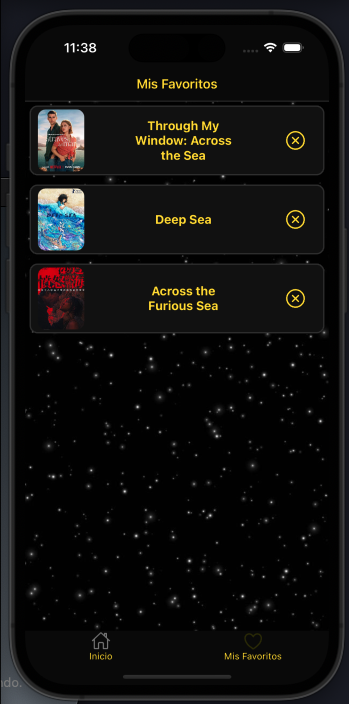 11:38
Mis Favoritos
Through My
Window: Across
the Sea
Deep Sea
Across the
Furious Sea
Inicio
Mis Favoritos